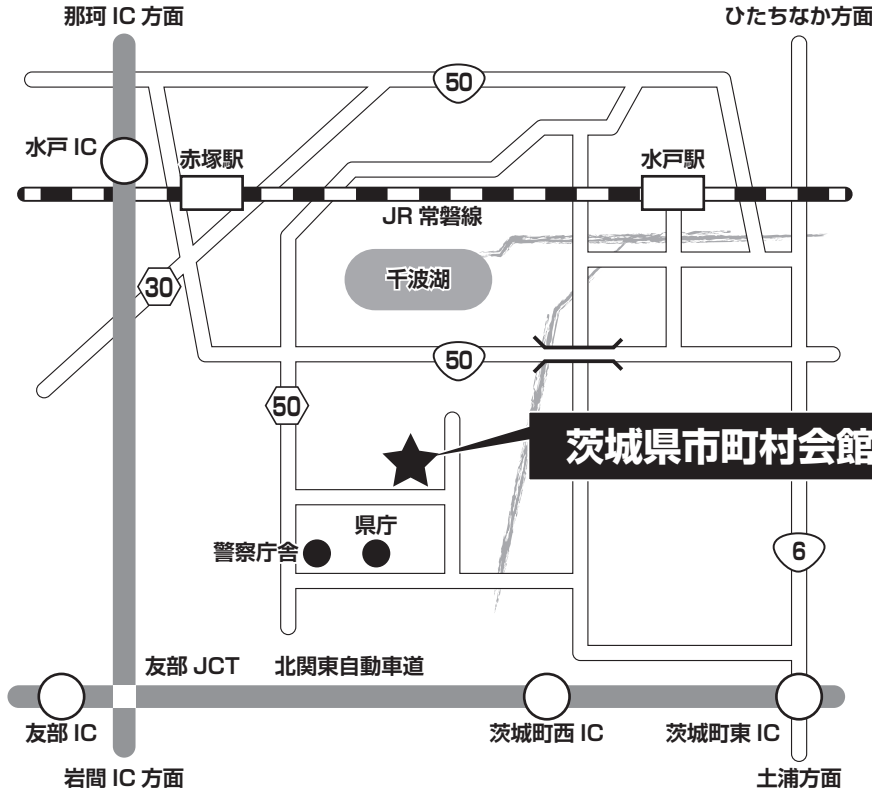 那珂 IC 方面
ひたちなか方面
50
水戸 IC
赤塚駅
水戸駅
JR 常磐線
千波湖
30
50
50
茨城県市町村会館
県庁
警察庁舎
6
友部 JCT
北関東自動車道
友部 IC
茨城町西 IC
茨城町東 IC
岩間 IC 方面
土浦方面